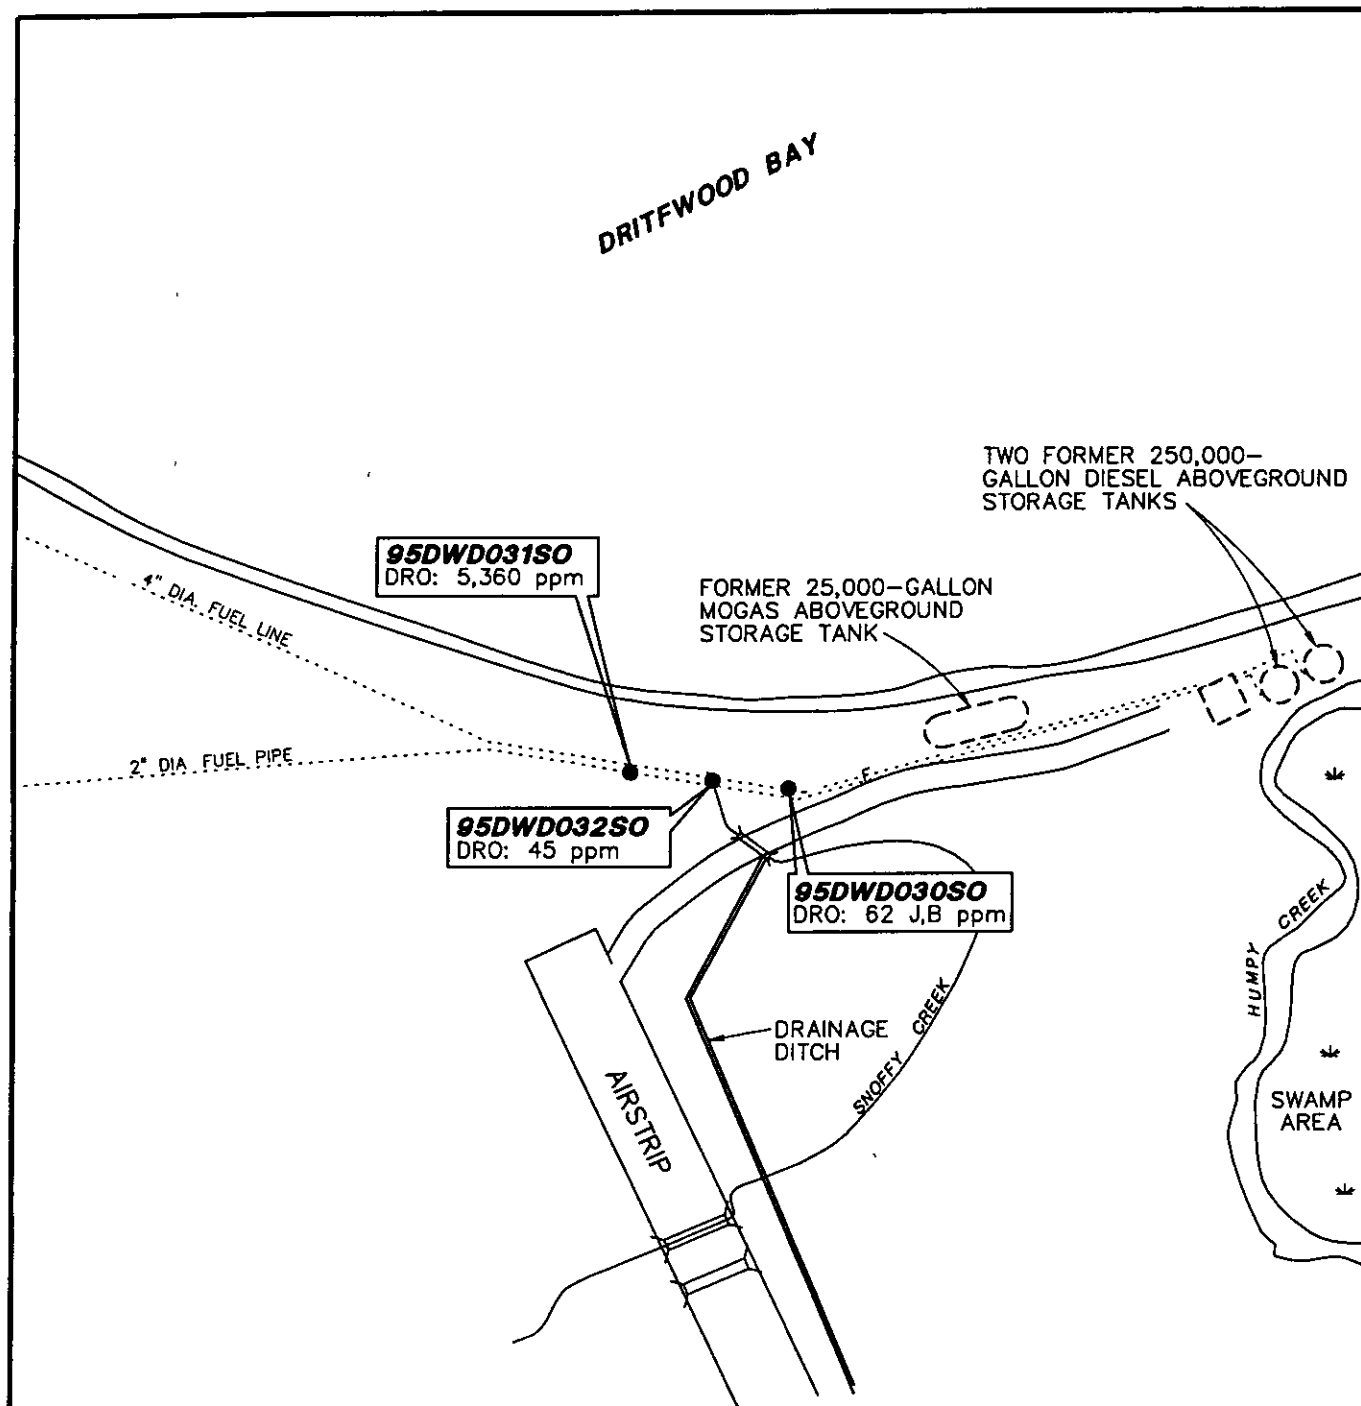 DRITFWOOD BAY
TWO FORMER 250,000-
GALLON DIESEL ABOVEGROUND
STORAGE TANKS
95DWD031SO
DRO: 5,360 ppm
FORMER 25,000-GALLON
MOGAS ABOVEGROUND
STORAGE TANK
4" DIA. FUEL LINE
2" DIA FUEL PIPE
F
95DWD032SO
DRO: 45 ppm
95DWD030SO
DRO: 62 J,B ppm
HUMPY CREEK
SNOFFY CREEK
DRAINAGE
DITCH
AIRSTRIP
SWAMP
AREA